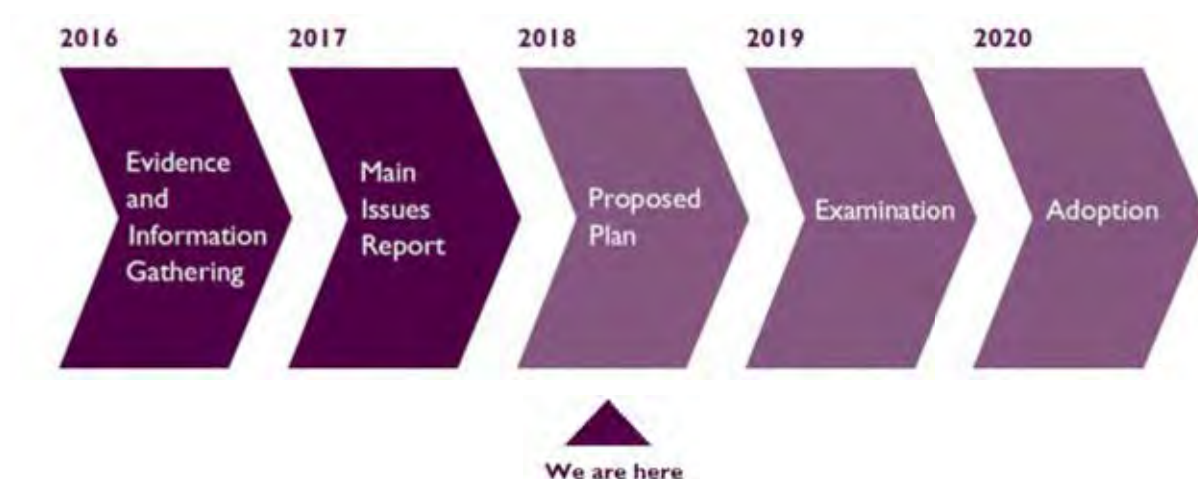 2016
2017
2018
2019
2020
Evidence
and
Information
Gathering
Main
Issues
Report
Proposed
Plan
Examination
Adoption
We are here